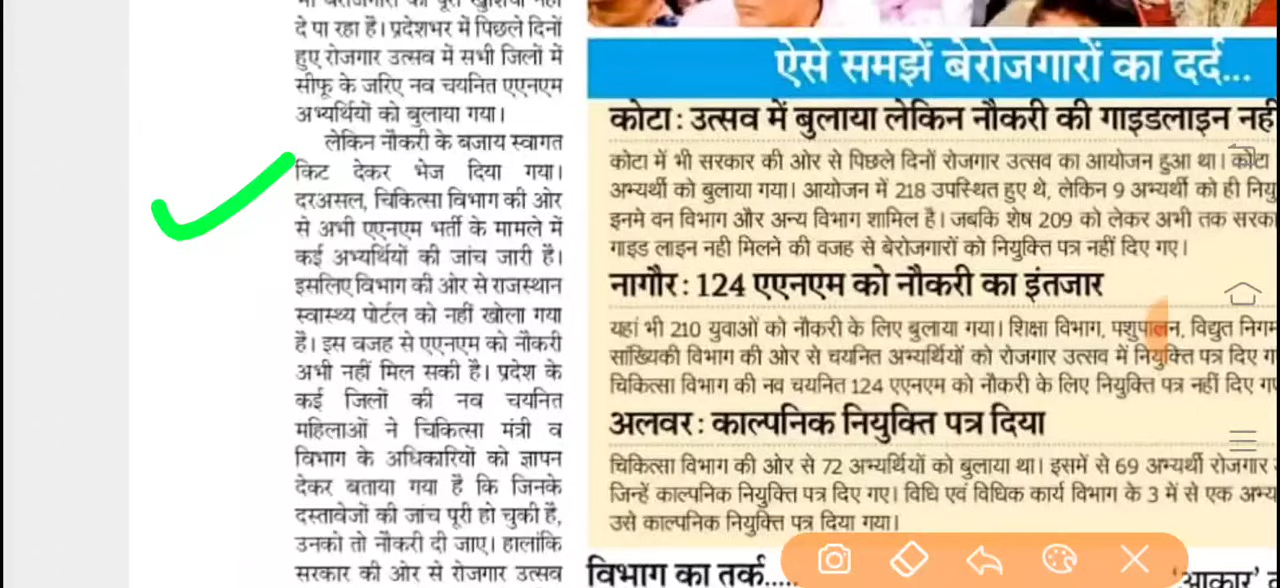 दे पा रहा है। प्रदेशभर में पिछले दिनों
हुए रोजगार उत्सव में सभी जिलों में
सीफू के जरिए नव चयनित एएनएम
अभ्यर्थियों को बुलाया गया।
लेकिन नौकरी के बजाय स्वागत
किट देकर भेज दिया गया।
दरअसल, चिकित्सा विभाग की ओर
से अभी एएनएम भर्ती के मामले में
कई अभ्यर्थियों की जांच जारी है।
इसलिए विभाग की ओर से राजस्थान
स्वास्थ्य पोर्टल को नहीं खोला गया
है। इस वजह से एएनएम को नौकरी
अभी नहीं मिल सकी है। प्रदेश के
कई जिलों की नव चयनित
महिलाओं ने चिकित्सा मंत्री व
विभाग के अधिकारियों को ज्ञापन
देकर बताया गया है कि जिनके
दस्तावेजों की जांच पूरी हो चुकी है,
उनको तो नौकरी दी जाए। हालांकि
सरकार की ओर से रोजगार उत्सव
ऐसे समझें बेरोजगारों का दर्द...
कोटा : उत्सव में बुलाया लेकिन नौकरी की गाइडलाइन नही
कोटा में भी सरकार की ओर से पिछले दिनों रोजगार उत्सव का आयोजन हुआ था। कोटा
अभ्यर्थी को बुलाया गया। आयोजन में 218 उपस्थित हुए थे, लेकिन 9 अभ्यर्थी को ही
इनमे वन विभाग और अन्य विभाग शामिल है। जबकि शेष 209 को लेकर अभी तक
गाइड लाइन नही मिलने की वजह से बेरोजगारों को नियुक्ति पत्र नहीं दिए गए।
नागौर : 124 एएनएम को नौकरी का इंतजार
यहां भी 210 युवाओं को नौकरी के लिए बुलाया गया। शिक्षा विभाग, पशुपालन, विद्युत निगम
सांख्यिकी विभाग की ओर से चयनित अभ्यर्थियों को रोजगार उत्सव में नियुक्ति पत्र दिए
चिकित्सा विभाग की नव चयनित 124 एएनएम को नौकरी के लिए नियुक्ति पत्र नहीं दिए
अलवर : काल्पनिक नियुक्ति पत्र दिया
चिकित्सा विभाग की ओर से 72 अभ्यर्थियों को बुलाया था। इसमें से 69 अभ्यर्थी रोजगार
जिन्हें काल्पनिक नियुक्ति पत्र दिए गए। विधि एवं विधिक कार्य विभाग के 3 में से एक
उसे काल्पनिक नियुक्ति पत्र दिया गया।
विभाग का तर्क.....
'आकार'